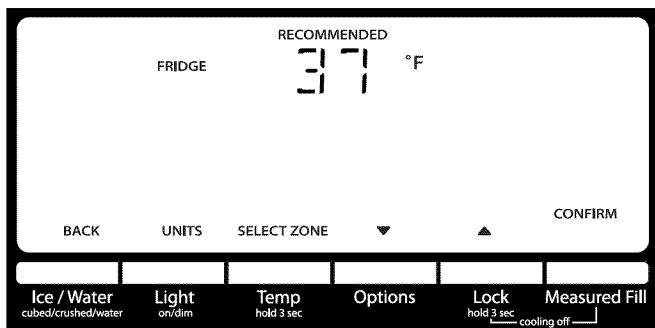 RECOMMENDED
FRIDGE 37 °F
CONFIRM
BACK UNITS SELECT ZONE ▼ ▲
Ice / Water Light Temp Options Lock Measured Fill
cubed/crushed/water on/dim hold 3 sec hold 3 sec
cooling off